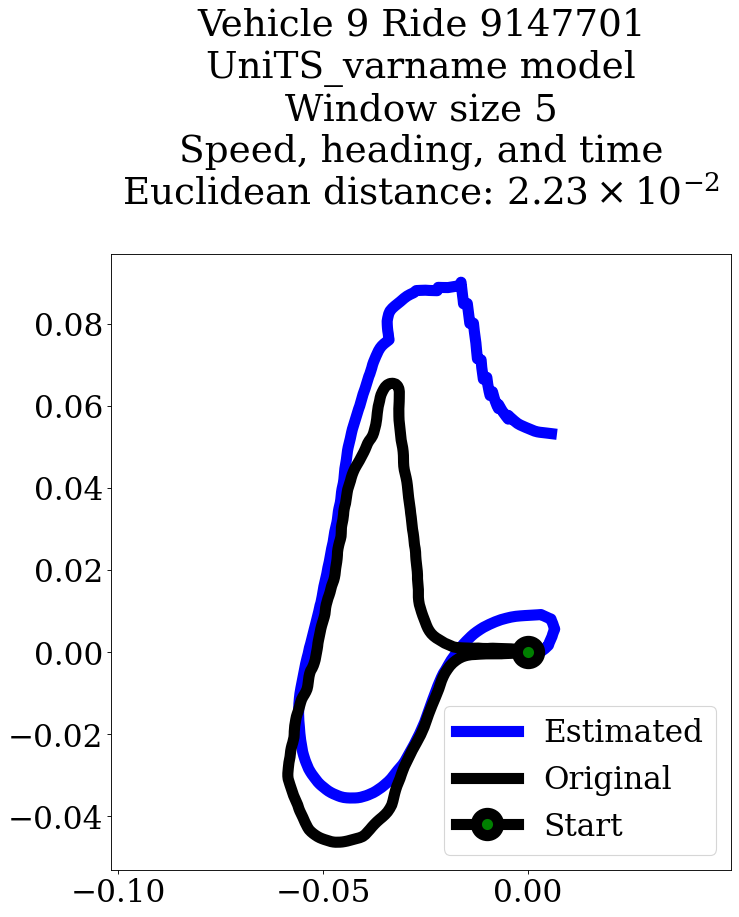 Vehicle 9 Ride 9147701
UniTS_varname model
Window size 5
Speed, heading, and time
Euclidean distance: 2.23 × 10⁻²
0.08
0.06
0.04
0.02
0.00
−0.02
−0.04
Estimated
Original
Start
−0.10
−0.05
0.00